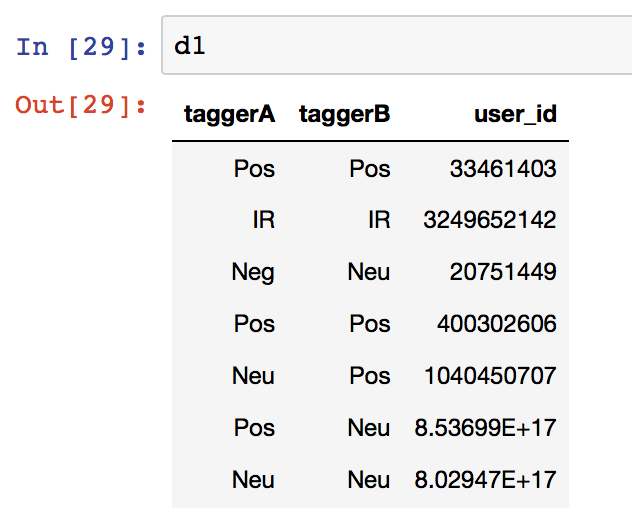 In [29]: d1
Out[29]:
taggerA taggerB user_id
Pos Pos 33461403
IR IR 3249652142
Neg Neu 20751449
Pos Pos 400302606
Neu Pos 1040450707
Pos Neu 8.53699E+17
Neu Neu 8.02947E+17